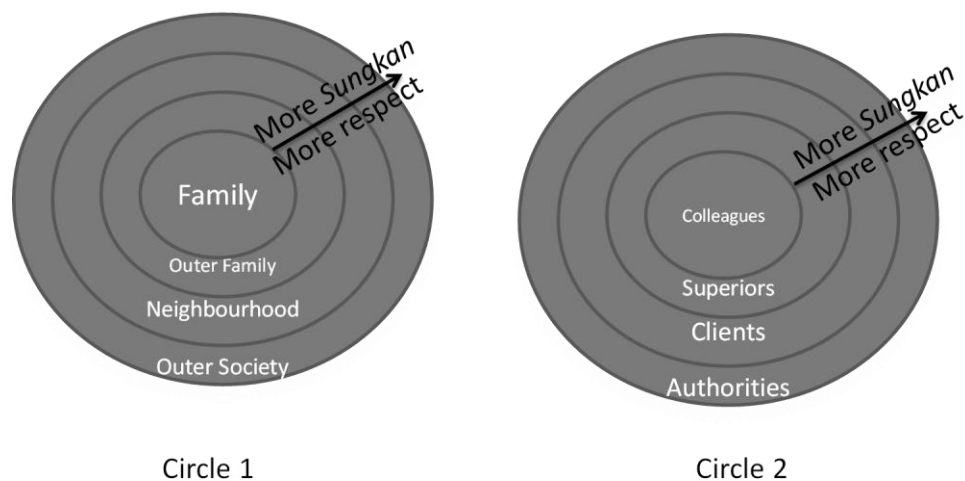 More Sungkan
More respect
Family
Outer Family
Neighbourhood
Outer Society
Circle 1
More Sungkan
More respect
Colleagues
Superiors
Clients
Authorities
Circle 2